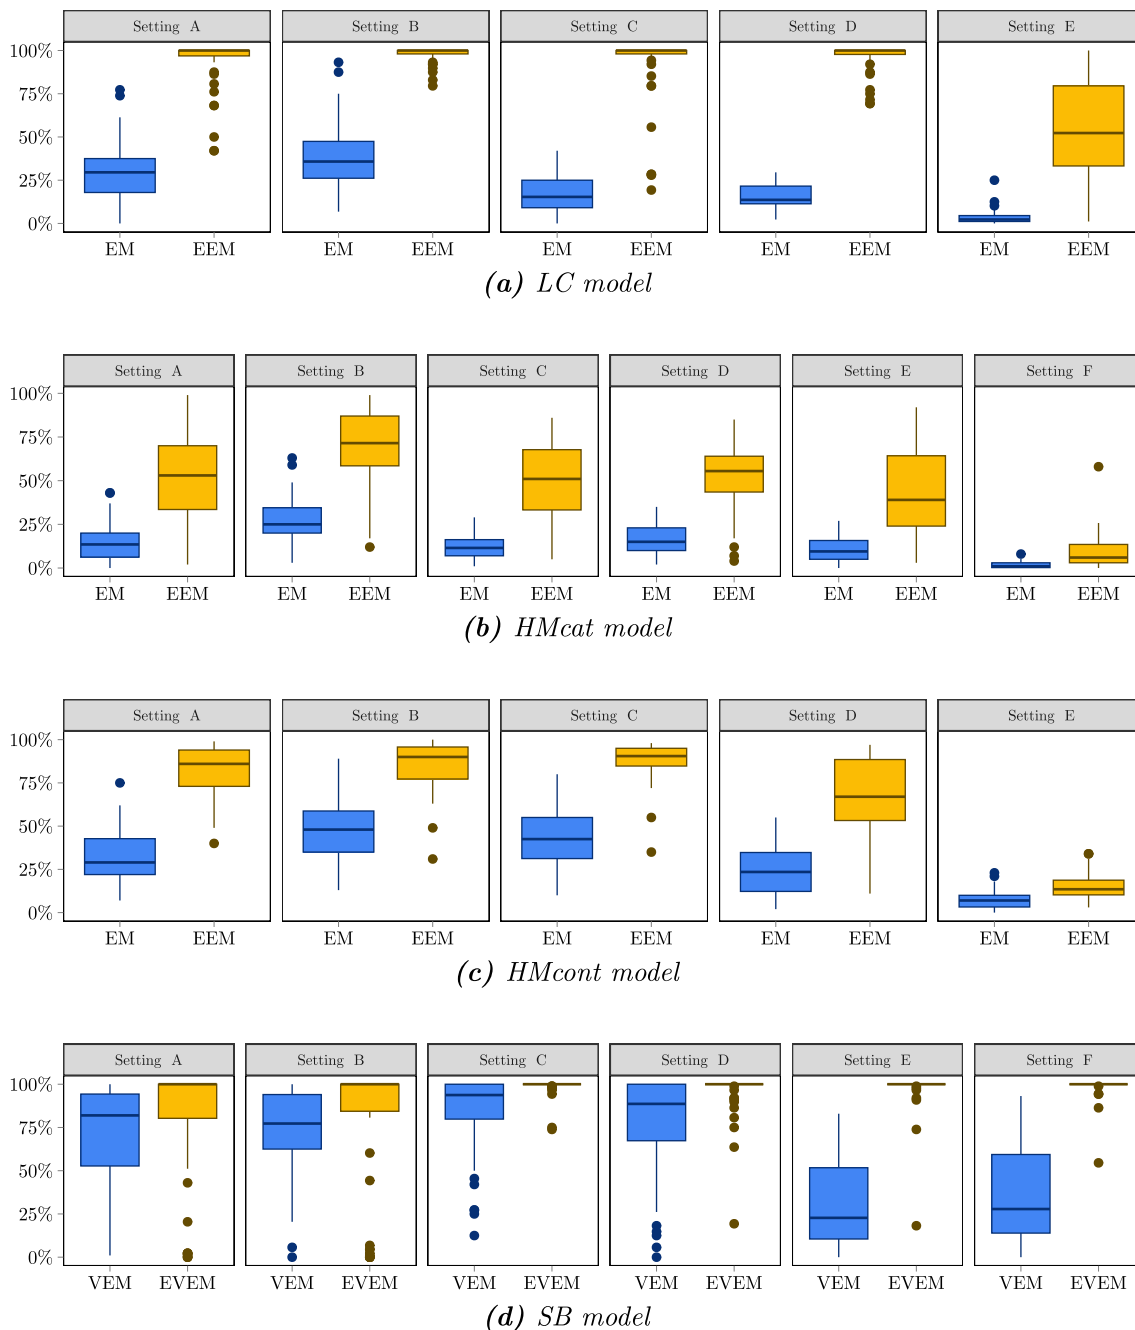 Setting A Setting B Setting C Setting D Setting E
100%
75%
50%
25%
0%
EM EEM EM EEM EM EEM EM EEM EM EEM
(a) LC model
Setting A Setting B Setting C Setting D Setting E Setting F
100%
75%
50%
25%
0%
EM EEM EM EEM EM EEM EM EEM EM EEM EM EEM
(b) HMcat model
Setting A Setting B Setting C Setting D Setting E
100%
75%
50%
25%
0%
EM EEM EM EEM EM EEM EM EEM EM EEM
(c) HMcont model
Setting A Setting B Setting C Setting D Setting E Setting F
100%
75%
50%
25%
0%
VEM EVEM VEM EVEM VEM EVEM VEM EVEM VEM EVEM VEM EVEM
(d) SB model